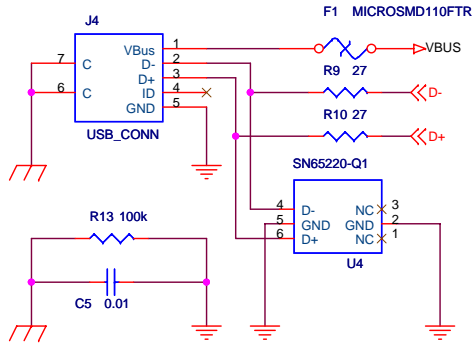 F1 MICROSMD110FTR
J4
7 C VBus 1 VBUS
D- 2
R9 27
D+ 3
6 C ID 4 D-
GND 5
R10 27
USB_CONN D+
SN65220-Q1
4 D- NC 3
5 GND GND 2
6 D+ NC 1
U4
R13 100k
C5 0.01